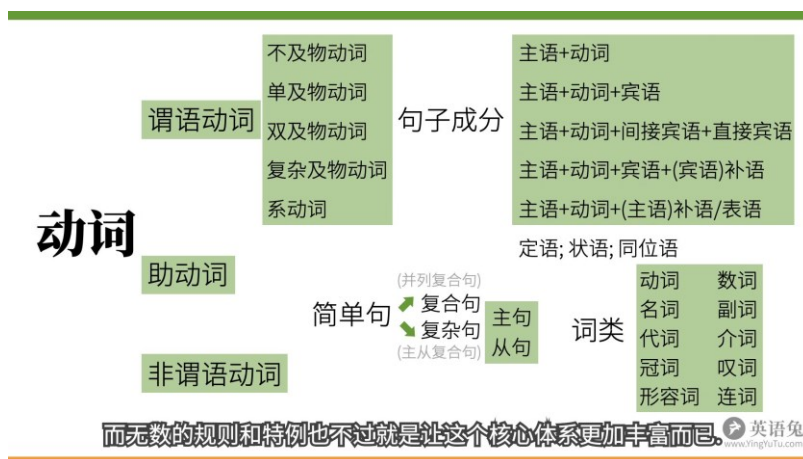 动词
谓语动词
不及物动词
单及物动词
双及物动词
复杂及物动词
系动词
句子成分
主语+动词
主语+动词+宾语
主语+动词+间接宾语+直接宾语
主语+动词+宾语+(宾语)补语
主语+动词+(主语)补语/表语
定语; 状语; 同位语
助动词
非谓语动词
简单句
(并列复合句)
复合句
复杂句
(主从复合句)
主句
从句
词类
动词 数词
名词 副词
代词 介词
冠词 叹词
形容词 连词
而无数的规则和特例也不过就是让这个核心体系更加丰富而已。
英语兔
www.YingYuTu.com